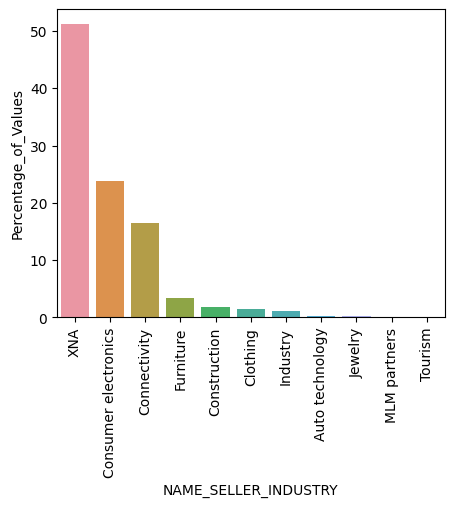 Percentage_of_Values
50
40
30
20
10
0
XNA
Consumer electronics
Connectivity
Furniture
Construction
Clothing
Industry
Auto technology
Jewelry
MLM partners
Tourism
NAME_SELLER_INDUSTRY